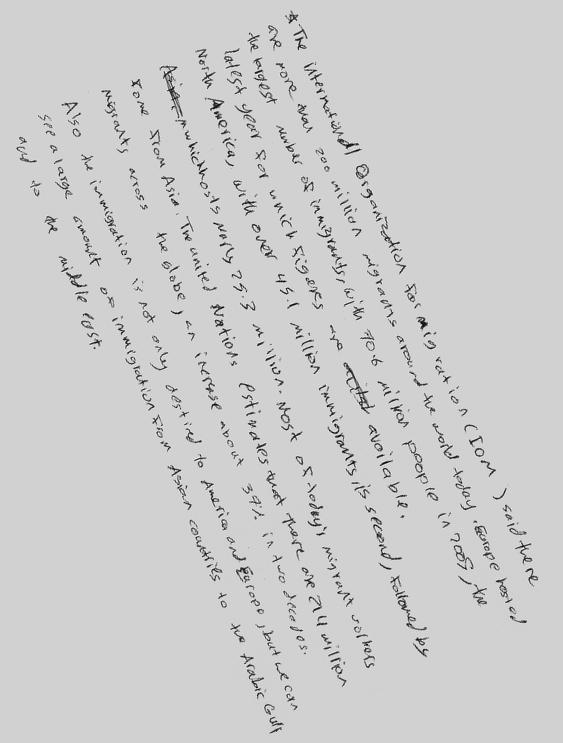 * The international Organization for migration (IOM) said there
are more than 200 million migrants around the world today. Europe hosted
the largest number of immigrants, with 70.6 million people in 2005, the
latest year for which figures are available.
North America, with over 45.1 million immigrants, is second, followed by
Asia which hosts nearly 25.3 million. Most of today's migrant workers
come from Asia. The united Nations estimates that there are 214 million
migrants across the globe, an increase about 37% in two decades.
Also the immigration is not only destined to America and Europe, but we can
see a large amount of immigration from Asian countries to the Arabic Gulf
and to the middle east.